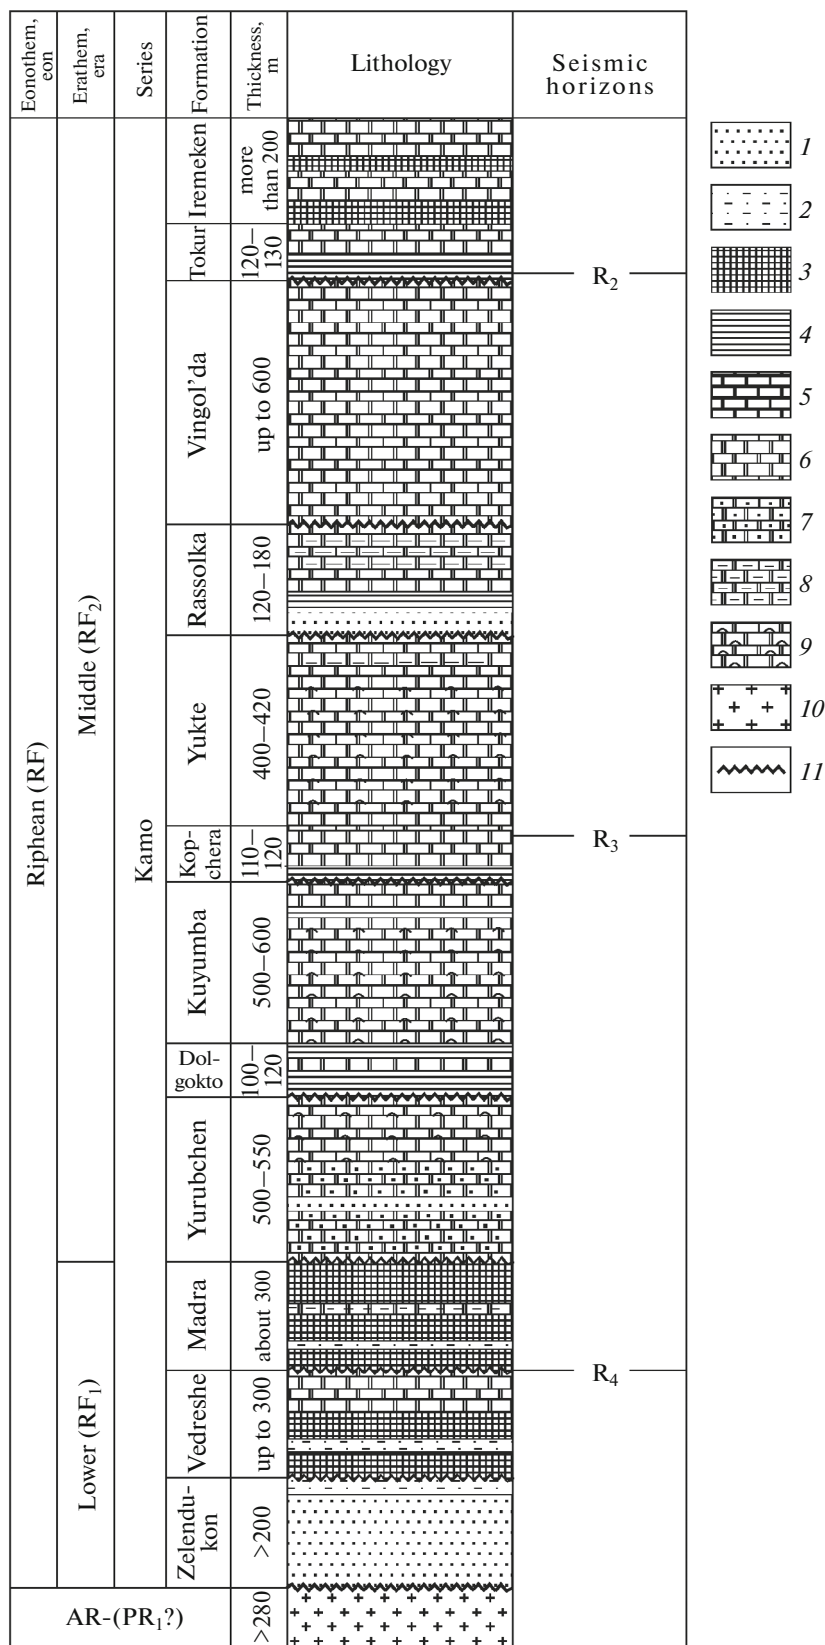 Eonothem,
eon
Erathem,
era
Series
Formation
Thickness,
m
Lithology
Seismic
horizons
Riphean (RF)
Middle (RF2)
Lower (RF1)
Kamo
Iremeken
more
than 200
Tokur
120–
130
R2
Vingol'da
up to 600
Rassolka
120–180
Yukte
400–420
Kop-
chera
110–
120
R3
Kuyumba
500–600
Dol-
gokto
100–
120
Yurubchen
500–550
Madra
about 300
R4
Vedreshe
up to 300
Zelendu-
kon
>200
AR-(PR1?)
>280
1
2
3
4
5
6
7
8
9
10
11